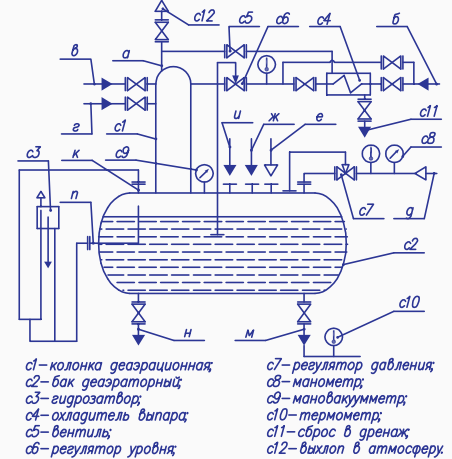 с12
с5
с6
с4
б
в
а
г
с1
и
ж
е
с11
с8
с3
к
с9
п
с7
д
с2
н
м
с10
с1– колонка деаэрационная;
с2– бак деаэраторный;
с3– гидрозатвор;
с4– охладитель выпара;
с5– вентиль;
с6– регулятор уровня;
с7– регулятор давления;
с8– манометр;
с9– мановакуумметр;
с10– термометр;
с11– сброс в дренаж;
с12– выхлоп в атмосферу.